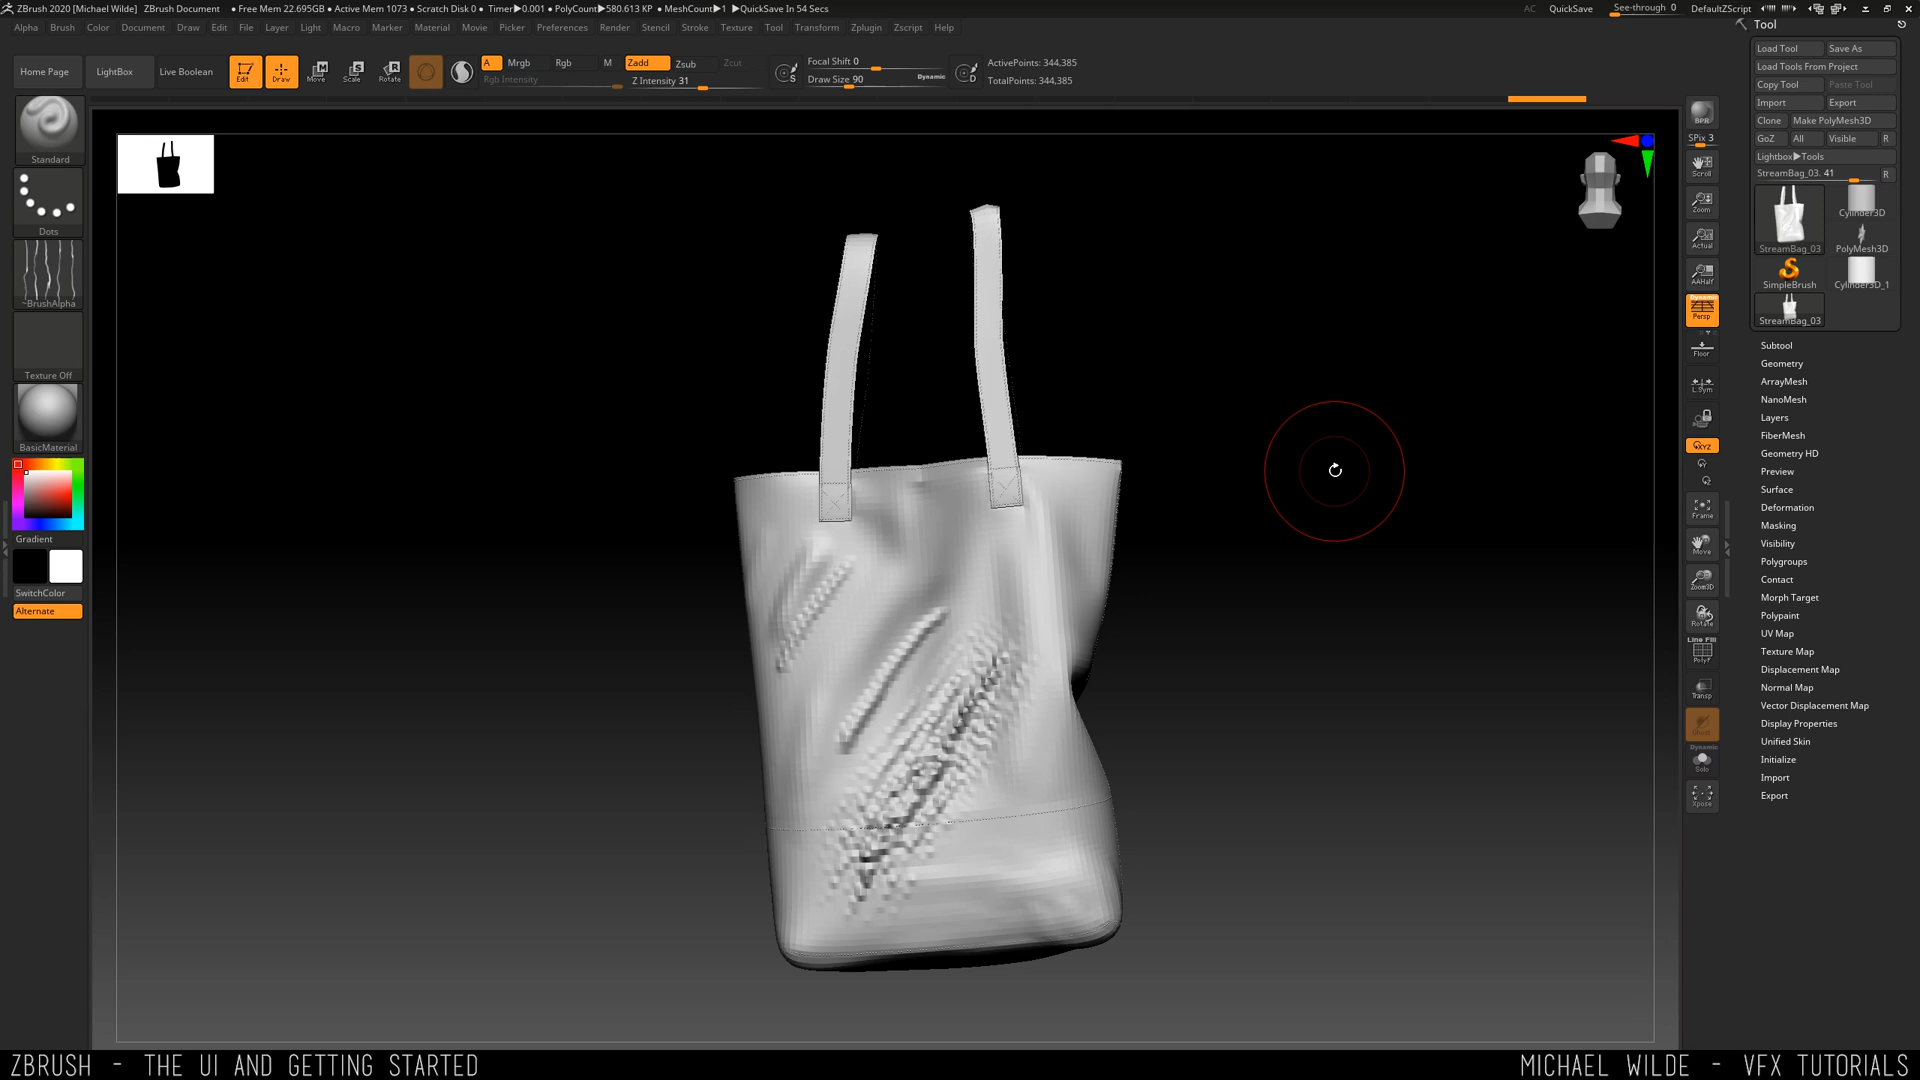 ZBrush 2020 [Michael Wilde] ZBrush Document • Free Mem 22.695GB • Active Mem 1073 • Scratch Disk 0 • Timer▶0.001 • PolyCount▶580.613 KP • MeshCount▶1 ▶QuickSave In 54 Secs AC QuickSave See-through 0 DefaultZScript
Alpha Brush Color Document Draw Edit File Layer Light Macro Marker Material Movie Picker Preferences Render Stencil Stroke Texture Tool Transform Zplugin Zscript Help
Home Page LightBox Live Boolean
Edit Draw Move Scale Rotate
A Mrgb Rgb M Zadd Zsub Zcut
Rgb Intensity Z Intensity 31
S Focal Shift 0
Draw Size 90 Dynamic
D
ActivePoints: 344,385
TotalPoints: 344,385
Standard
Dots
~BrushAlpha
Texture Off
BasicMaterial
Gradient
SwitchColor
Alternate
BPR
SPix 3
Scroll
Zoom
Actual
AAHalf
Dynamic
Persp
Floor
L.Sym
XYZ
Y
Z
Frame
Move
Zoom3D
Rotate
Line Fill
PolyF
Transp
Ghost
Dynamic
Solo
Xpose
Tool
Load Tool Save As
Load Tools From Project
Copy Tool Paste Tool
Import Export
Clone Make PolyMesh3D
GoZ All Visible R
Lightbox▶Tools
StreamBag_03. 41 R
StreamBag_03 Cylinder3D
PolyMesh3D
SimpleBrush Cylinder3D_1
StreamBag_03
Subtool
Geometry
ArrayMesh
NanoMesh
Layers
FiberMesh
Geometry HD
Preview
Surface
Deformation
Masking
Visibility
Polygroups
Contact
Morph Target
Polypaint
UV Map
Texture Map
Displacement Map
Normal Map
Vector Displacement Map
Display Properties
Unified Skin
Initialize
Import
Export
ZBRUSH - THE UI AND GETTING STARTED
MICHAEL WILDE - VFX TUTORIALS